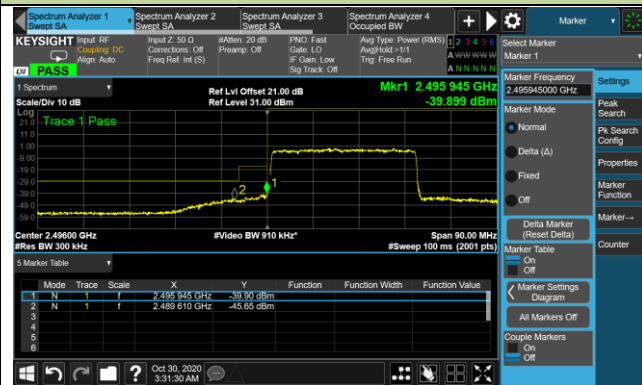 Spectrum Analyzer 1
Swept SA
Spectrum Analyzer 2
Swept SA
Spectrum Analyzer 3
Swept SA
Spectrum Analyzer 4
Occupied BW
Marker
KEYSIGHT
Input: RF
Coupling: DC
Align: Auto
Input Z: 50 Ω
Corrections: Off
Freq Ref: Int (S)
#Atten: 20 dB
Preamp: Off
PNO: Fast
Gate: LO
IF Gain: Low
Sig Track: Off
Avg Type: Power (RMS)
Avg|Hold:>1/1
Trig: Free Run
1 2 3 4 5 6
A W W W W W
A N N N N N
LXI PASS
Select Marker
Marker 1
1 Spectrum
Scale/Div 10 dB
Log
Ref Lvl Offset 21.00 dB
Ref Level 31.00 dBm
Mkr1 2.495 945 GHz
-39.899 dBm
Trace 1 Pass
21.0
11.0
1.00
-9.00
-19.0
-29.0
-39.0
-49.0
-59.0
2
1
Center 2.49600 GHz
#Res BW 300 kHz
#Video BW 910 kHz*
Span 90.00 MHz
#Sweep 100 ms (2001 pts)
5 Marker Table
Mode Trace Scale X Y Function Function Width Function Value
1 N 1 f 2.495 945 GHz -39.90 dBm
2 N 1 f 2.489 610 GHz -45.65 dBm
3
4
5
6
Marker Frequency
2.495945000 GHz
Marker Mode
Normal
Delta (Δ)
Fixed
Off
Delta Marker
(Reset Delta)
Marker Table
On
Off
Marker Settings
Diagram
All Markers Off
Couple Markers
On
Off
Settings
Peak
Search
Pk Search
Config
Properties
Marker
Function
Marker→
Counter
Oct 30, 2020
3:31:30 AM